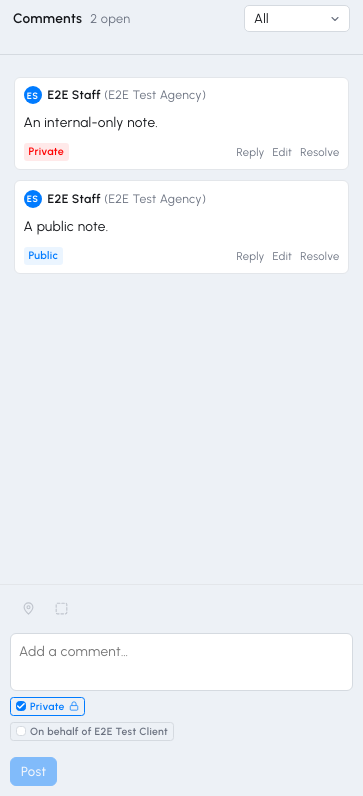 Comments 2 open All
ES E2E Staff (E2E Test Agency)
An internal-only note.
Private Reply Edit Resolve
ES E2E Staff (E2E Test Agency)
A public note.
Public Reply Edit Resolve
Add a comment...
Private
On behalf of E2E Test Client
Post